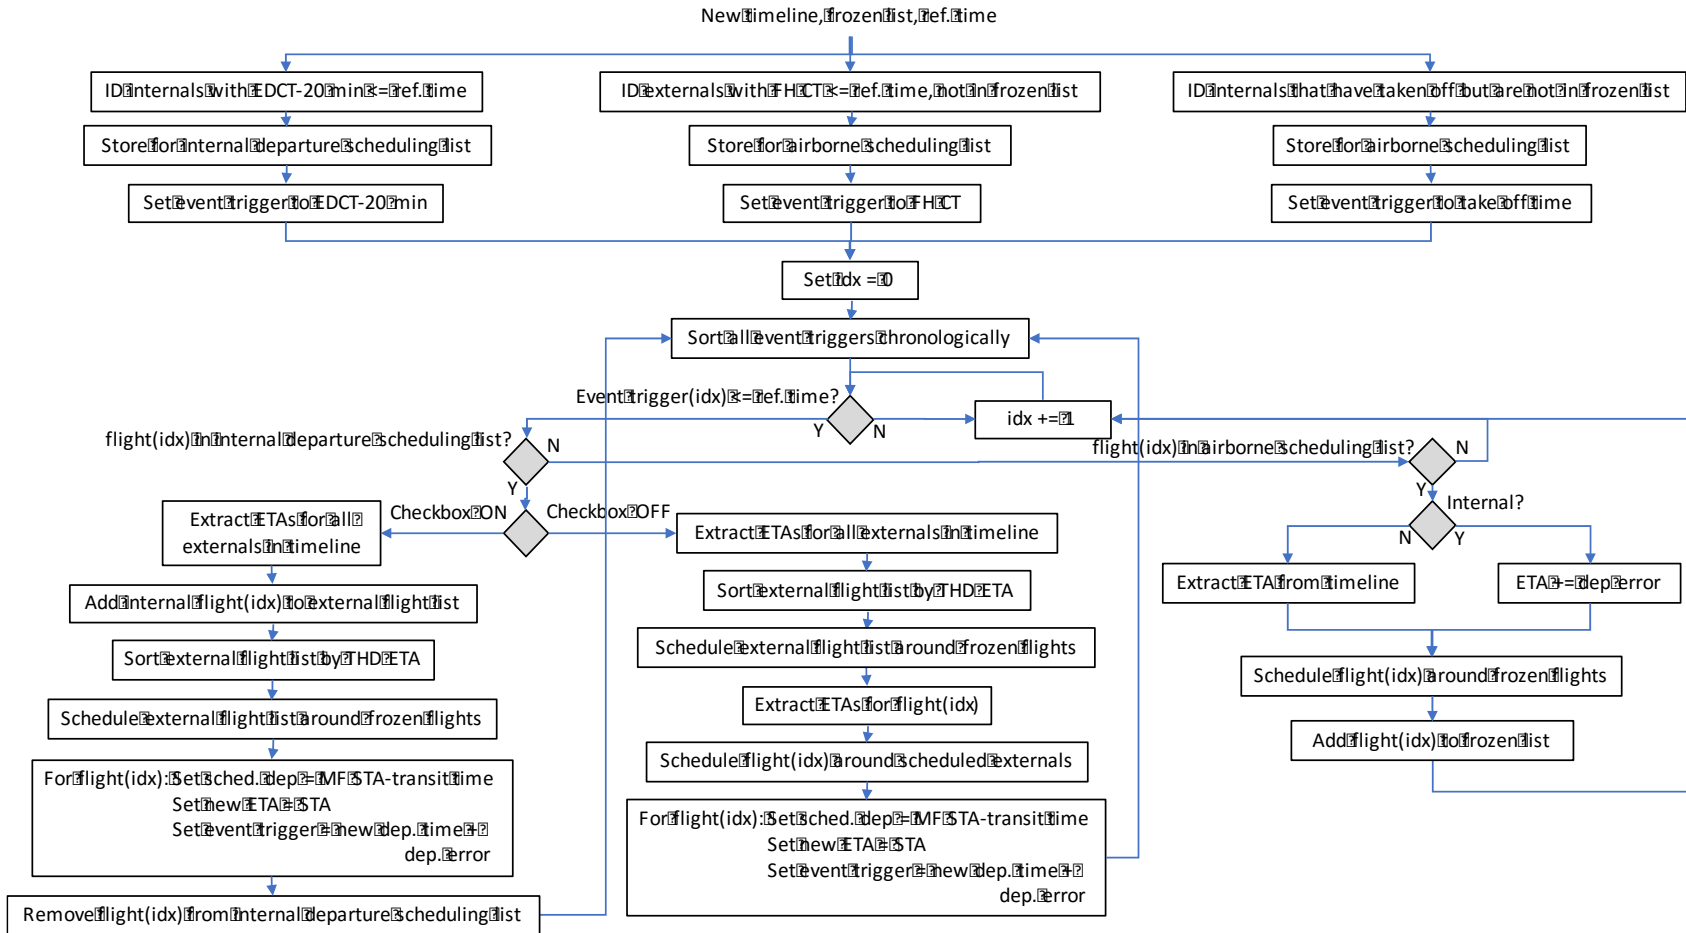 New timeline, frozen list, ref. time
ID internals with EDCT-20 min <= ref. time
ID externals with FH CT <= ref. time, not in frozen list
ID internals that have taken off but are not in frozen list
Store for internal departure scheduling list
Store for airborne scheduling list
Store for airborne scheduling list
Set event trigger to EDCT-20 min
Set event trigger to FH CT
Set event trigger to take off time
Set idx = 0
Sort all event triggers chronologically
Event trigger(idx) <= ref. time?
Y
N
idx += 1
flight(idx) in internal departure scheduling list?
N
Y
flight(idx) in airborne scheduling list?
N
Y
Checkbox ON
Checkbox OFF
Internal?
N
Y
Extract ETAs for all
externals in timeline
Add internal flight(idx) to external flight list
Sort external flight list by THD ETA
Schedule external flight list around frozen flights
For flight(idx): Set sched. dep = MF STA-transit time
Set new ETA = STA
Set event trigger = new dep. time +
dep. error
Remove flight(idx) from internal departure scheduling list
Extract ETAs for all externals in timeline
Sort external flight list by THD ETA
Schedule external flight list around frozen flights
Extract ETAs for flight(idx)
Schedule flight(idx) around scheduled externals
For flight(idx): Set sched. dep = MF STA-transit time
Set new ETA = STA
Set event trigger = new dep. time +
dep. error
Extract ETA from timeline
ETA += dep error
Schedule flight(idx) around frozen flights
Add flight(idx) to frozen list